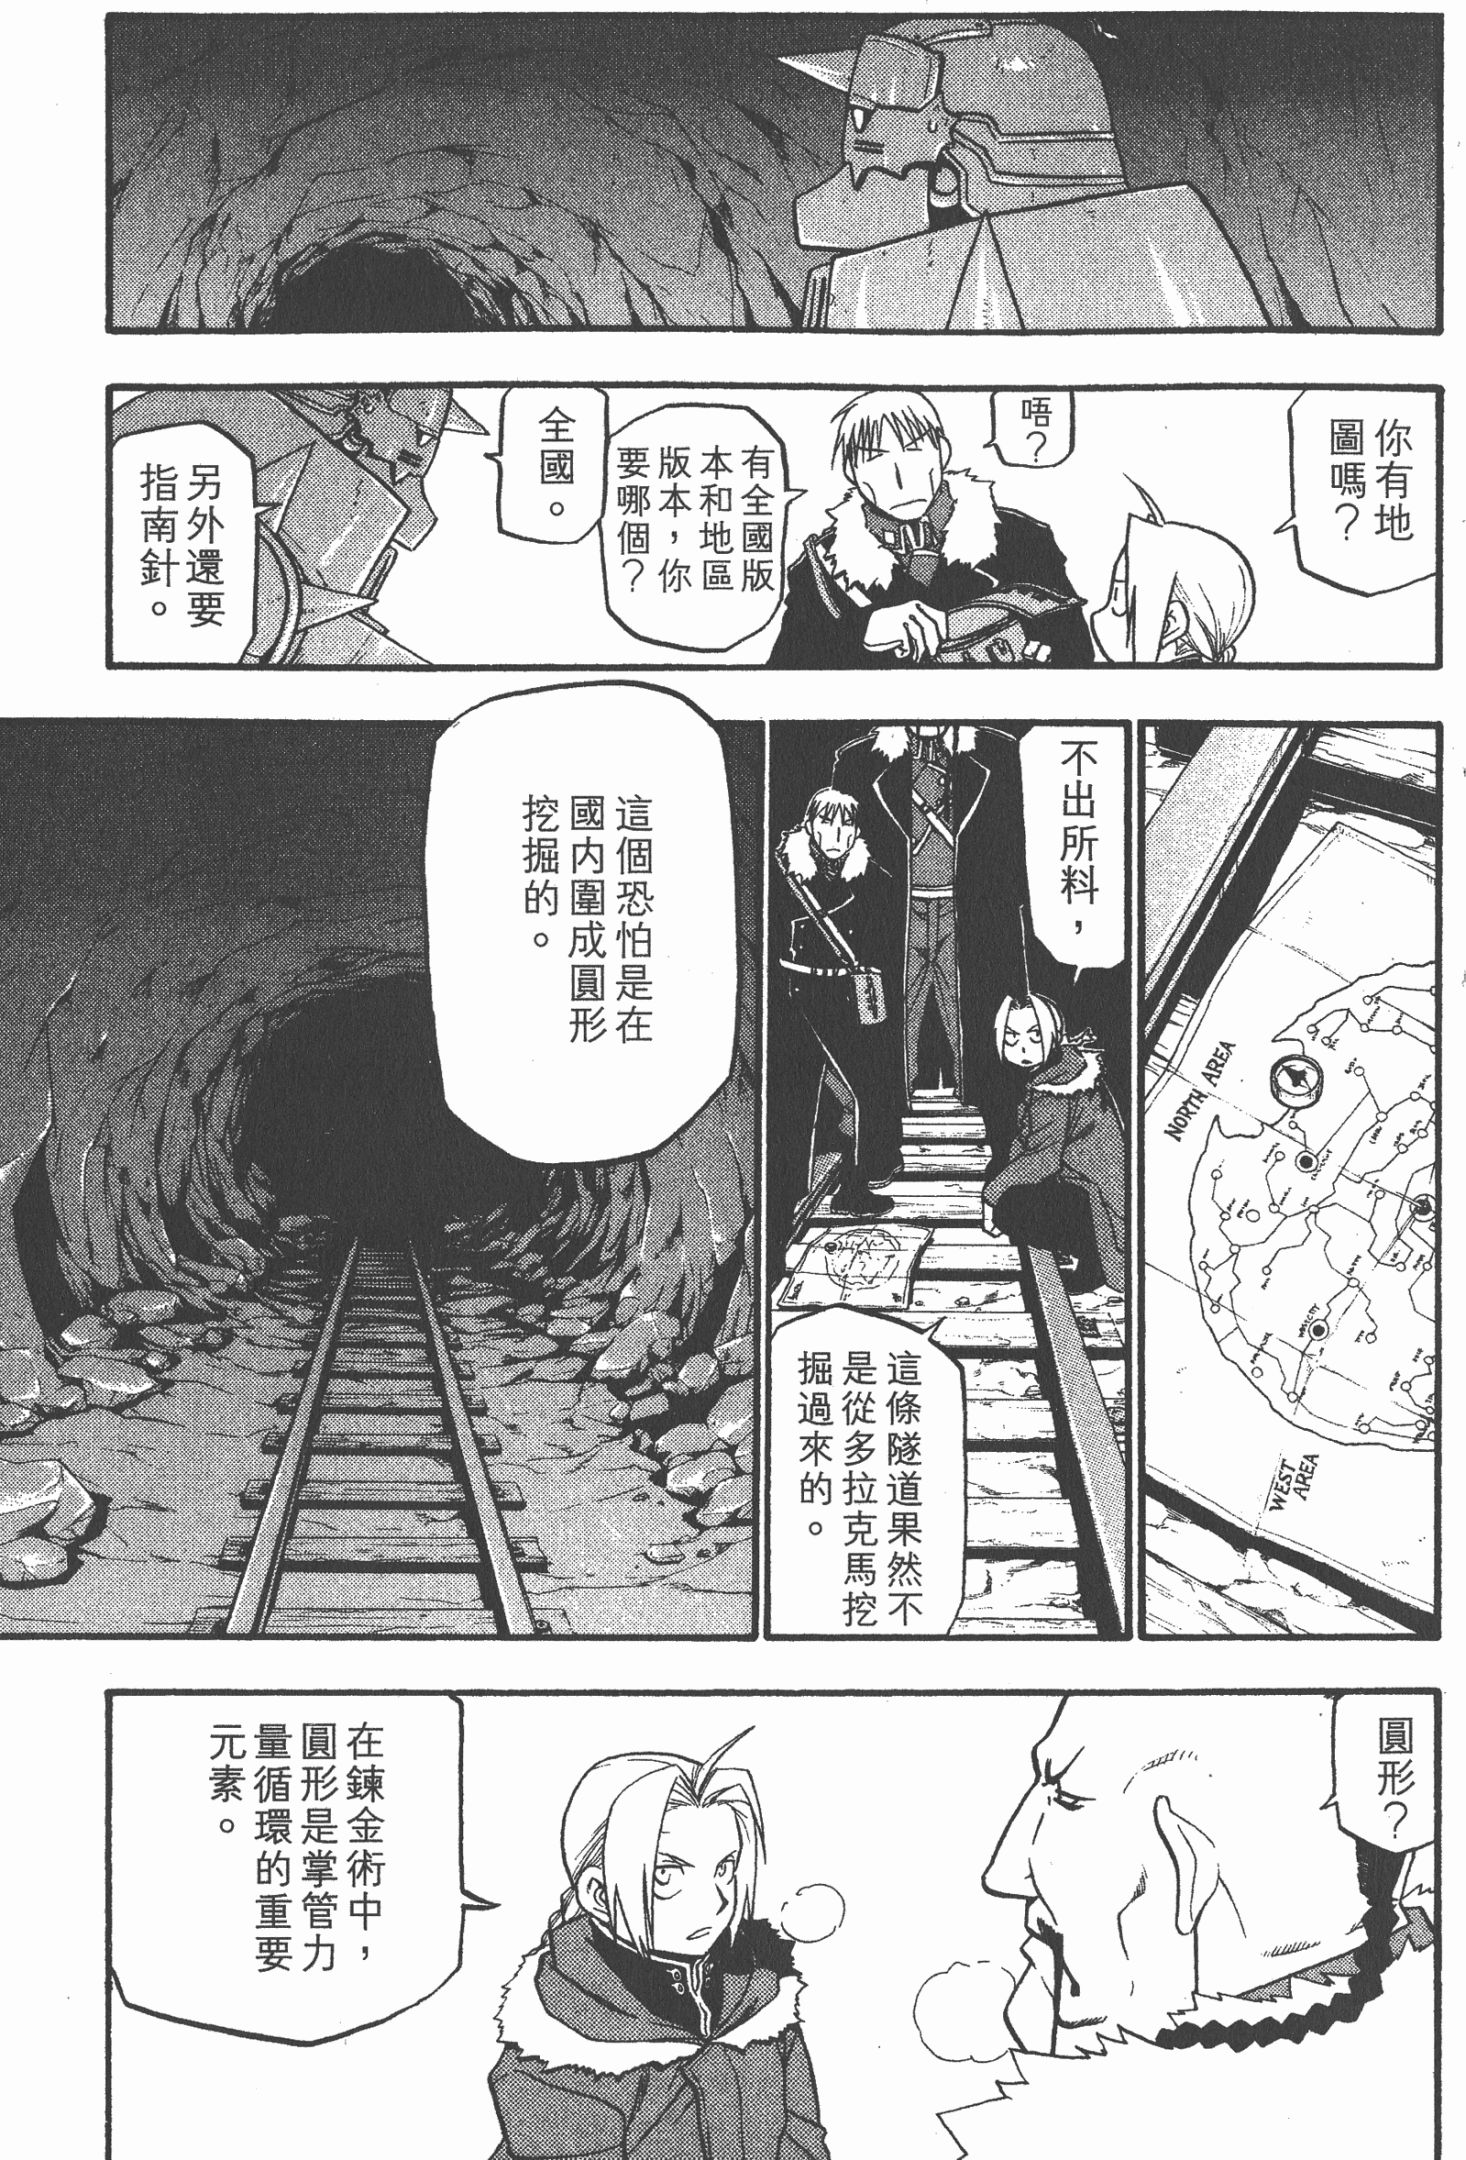 你有地
圖嗎？
唔？
有全國版
本和地區
版本，你
要哪個？
全國。
另外還要
指南針。
NORTH AREA
WEST
AREA
不出所料，
這條隧道果然不
是從多拉克馬挖
掘過來的。
這個恐怕是在
國內圍成圓形
挖掘的。
圓形？
在鍊金術中，
圓形是掌管力
量循環的重要
元素。